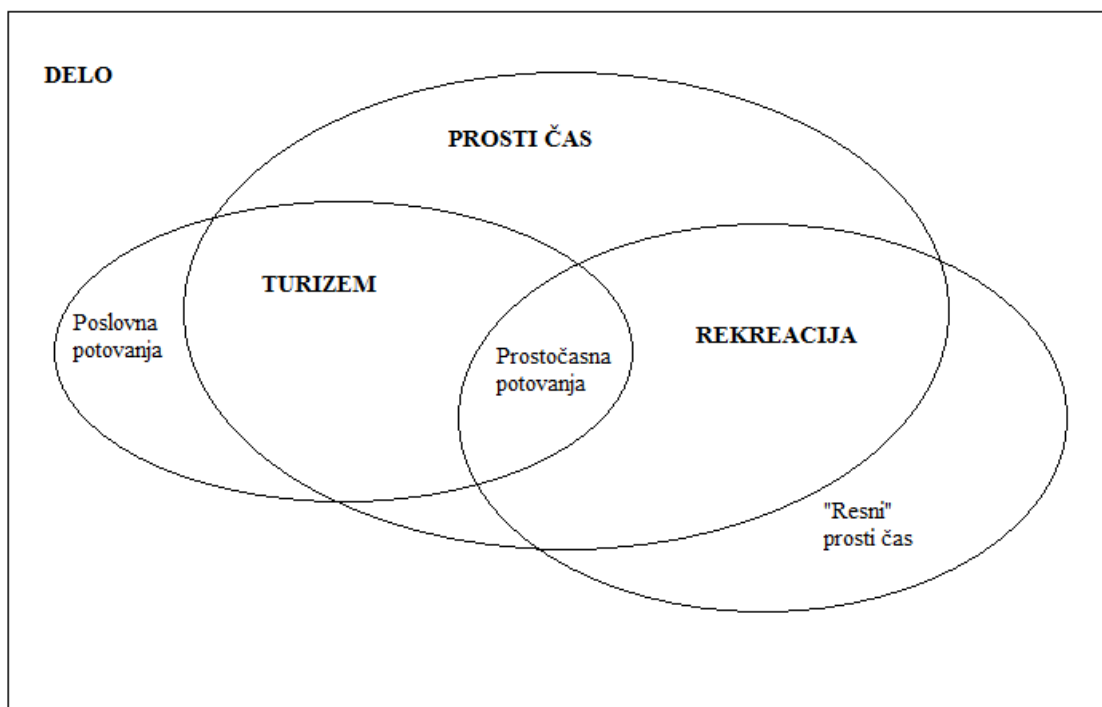 DELO
PROSTI ČAS
TURIZEM
Poslovna
potovanja
REKREACIJA
Prostočasna
potovanja
"Resni"
prosti čas